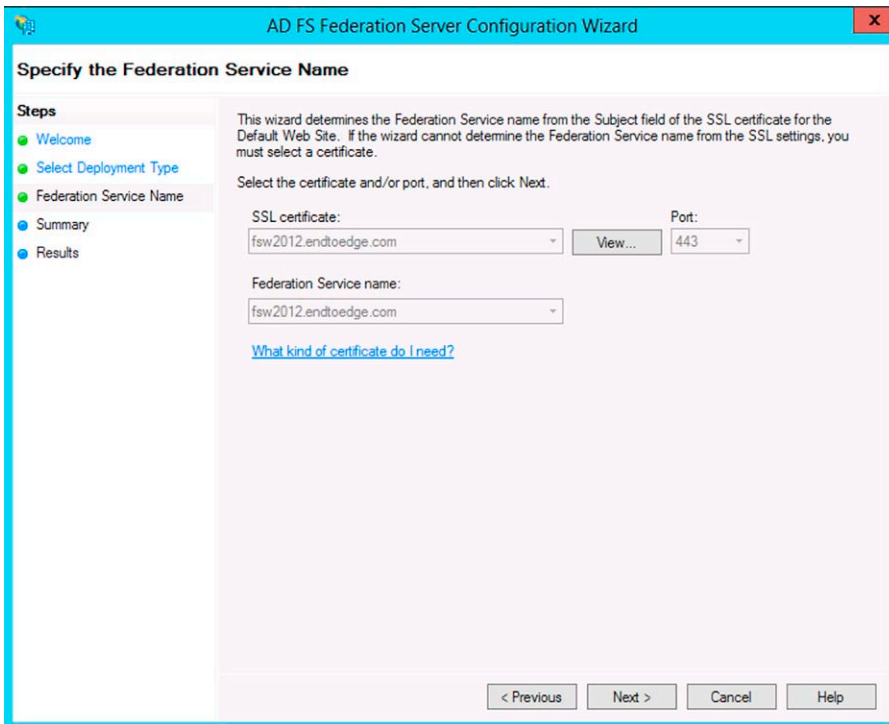 AD FS Federation Server Configuration Wizard
X
Specify the Federation Service Name
Steps
Welcome
Select Deployment Type
Federation Service Name
Summary
Results
This wizard determines the Federation Service name from the Subject field of the SSL certificate for the
Default Web Site. If the wizard cannot determine the Federation Service name from the SSL settings, you
must select a certificate.
Select the certificate and/or port, and then click Next.
SSL certificate:
Port:
fsw2012.endtoedge.com
View...
443
Federation Service name:
fsw2012.endtoedge.com
What kind of certificate do I need?
< Previous
Next >
Cancel
Help